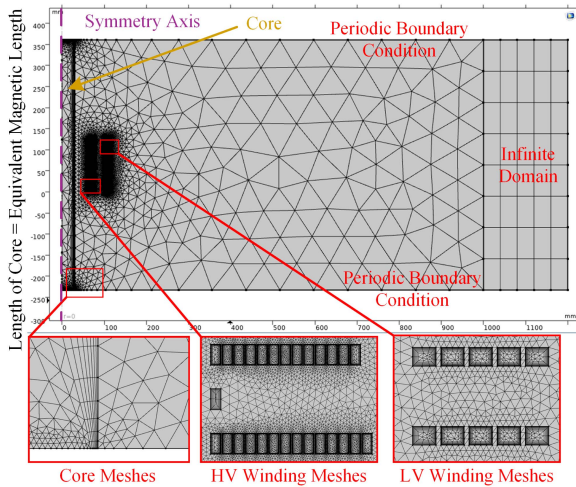 mm
400
350
300
250
200
150
100
50
0
-50
-100
-150
-200
-250
-300
Length of Core = Equivalent Magnetic Length
Symmetry Axis
Core
Periodic Boundary
Condition
Infinite
Domain
Periodic Boundary
Condition
r=0
0 100 200 300 400 500 600 700 800 900 1000 1100 mm
Core Meshes
HV Winding Meshes
LV Winding Meshes